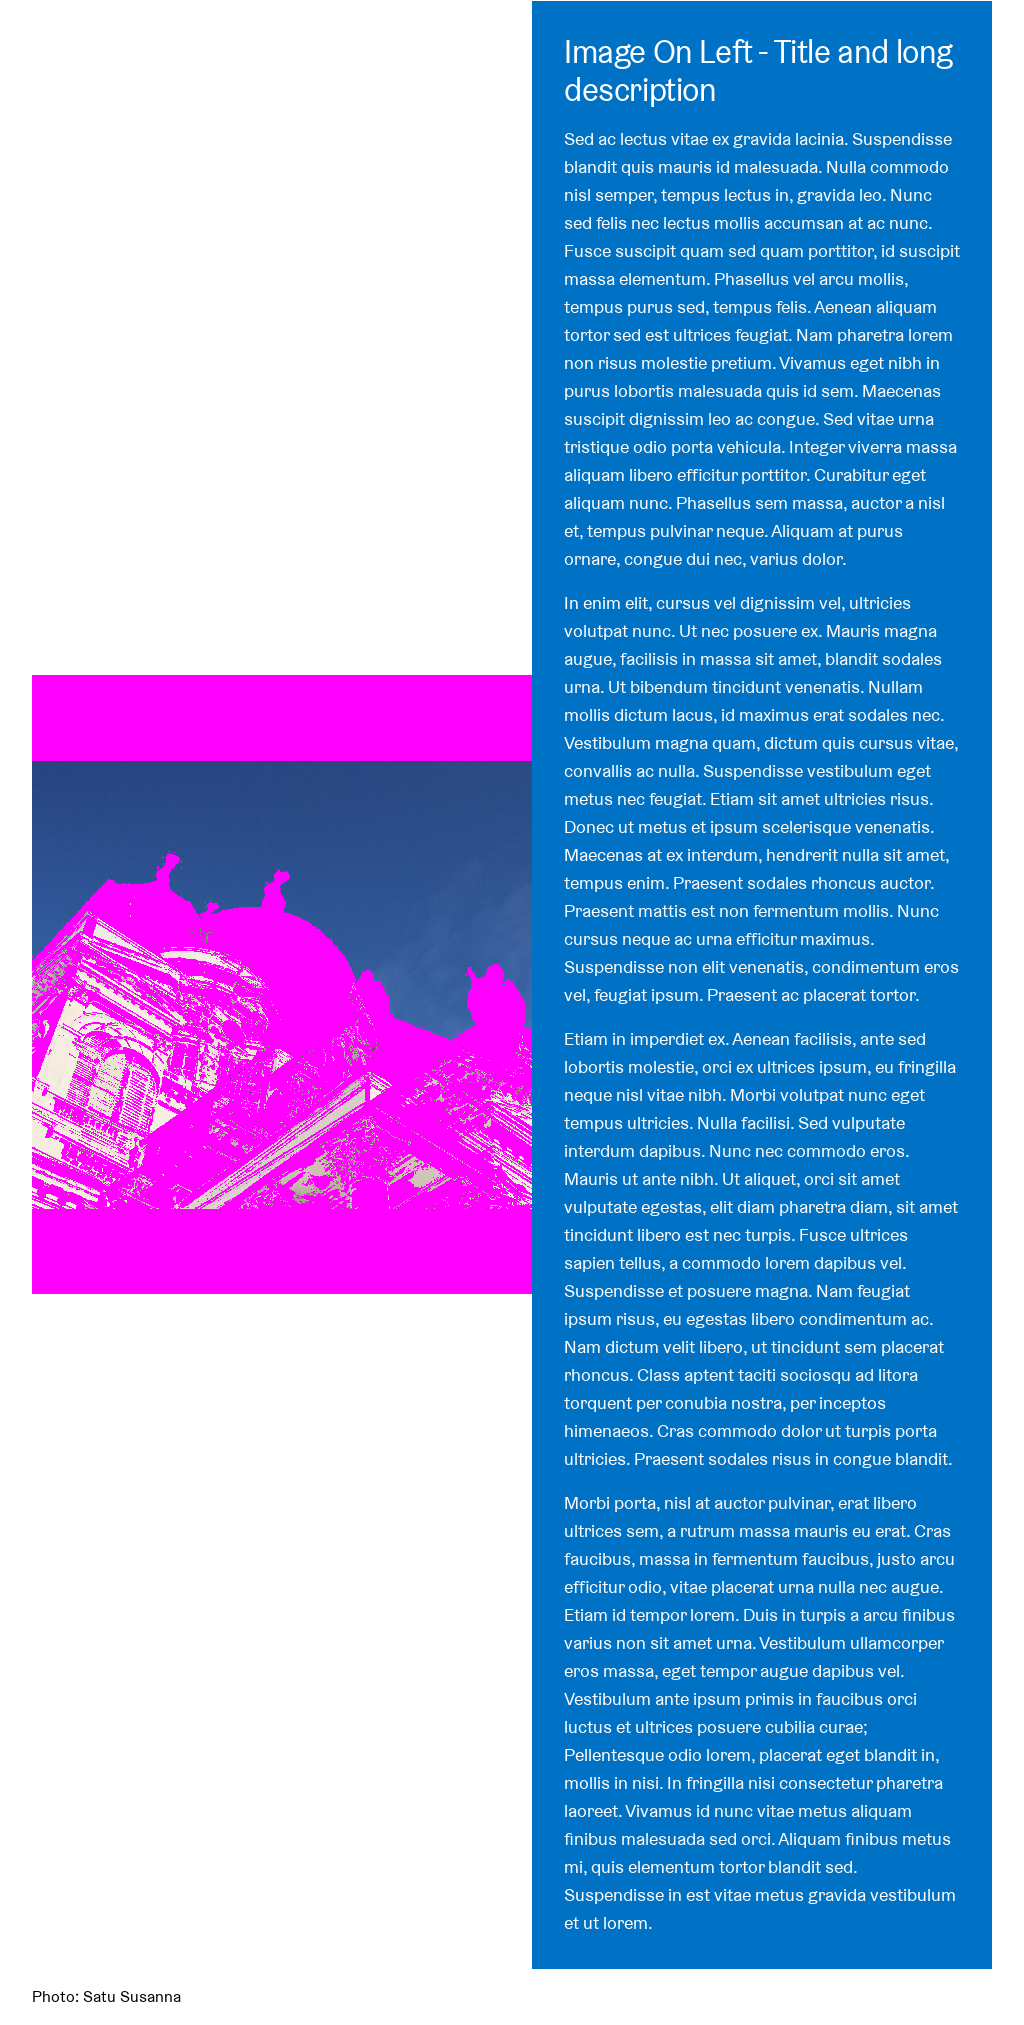 Image On Left - Title and long
description
Sed ac lectus vitae ex gravida lacinia. Suspendisse
blandit quis mauris id malesuada. Nulla commodo
nisl semper, tempus lectus in, gravida leo. Nunc
sed felis nec lectus mollis accumsan at ac nunc.
Fusce suscipit quam sed quam porttitor, id suscipit
massa elementum. Phasellus vel arcu mollis,
tempus purus sed, tempus felis. Aenean aliquam
tortor sed est ultrices feugiat. Nam pharetra lorem
non risus molestie pretium. Vivamus eget nibh in
purus lobortis malesuada quis id sem. Maecenas
suscipit dignissim leo ac congue. Sed vitae urna
tristique odio porta vehicula. Integer viverra massa
aliquam libero efficitur porttitor. Curabitur eget
aliquam nunc. Phasellus sem massa, auctor a nisl
et, tempus pulvinar neque. Aliquam at purus
ornare, congue dui nec, varius dolor.
In enim elit, cursus vel dignissim vel, ultricies
volutpat nunc. Ut nec posuere ex. Mauris magna
augue, facilisis in massa sit amet, blandit sodales
urna. Ut bibendum tincidunt venenatis. Nullam
mollis dictum lacus, id maximus erat sodales nec.
Vestibulum magna quam, dictum quis cursus vitae,
convallis ac nulla. Suspendisse vestibulum eget
metus nec feugiat. Etiam sit amet ultricies risus.
Donec ut metus et ipsum scelerisque venenatis.
Maecenas at ex interdum, hendrerit nulla sit amet,
tempus enim. Praesent sodales rhoncus auctor.
Praesent mattis est non fermentum mollis. Nunc
cursus neque ac urna efficitur maximus.
Suspendisse non elit venenatis, condimentum eros
vel, feugiat ipsum. Praesent ac placerat tortor.
Etiam in imperdiet ex. Aenean facilisis, ante sed
lobortis molestie, orci ex ultrices ipsum, eu fringilla
neque nisl vitae nibh. Morbi volutpat nunc eget
tempus ultricies. Nulla facilisi. Sed vulputate
interdum dapibus. Nunc nec commodo eros.
Mauris ut ante nibh. Ut aliquet, orci sit amet
vulputate egestas, elit diam pharetra diam, sit amet
tincidunt libero est nec turpis. Fusce ultrices
sapien tellus, a commodo lorem dapibus vel.
Suspendisse et posuere magna. Nam feugiat
ipsum risus, eu egestas libero condimentum ac.
Nam dictum velit libero, ut tincidunt sem placerat
rhoncus. Class aptent taciti sociosqu ad litora
torquent per conubia nostra, per inceptos
himenaeos. Cras commodo dolor ut turpis porta
ultricies. Praesent sodales risus in congue blandit.
Morbi porta, nisl at auctor pulvinar, erat libero
ultrices sem, a rutrum massa mauris eu erat. Cras
faucibus, massa in fermentum faucibus, justo arcu
efficitur odio, vitae placerat urna nulla nec augue.
Etiam id tempor lorem. Duis in turpis a arcu finibus
varius non sit amet urna. Vestibulum ullamcorper
eros massa, eget tempor augue dapibus vel.
Vestibulum ante ipsum primis in faucibus orci
luctus et ultrices posuere cubilia curae;
Pellentesque odio lorem, placerat eget blandit in,
mollis in nisi. In fringilla nisi consectetur pharetra
laoreet. Vivamus id nunc vitae metus aliquam
finibus malesuada sed orci. Aliquam finibus metus
mi, quis elementum tortor blandit sed.
Suspendisse in est vitae metus gravida vestibulum
et ut lorem.
Photo: Satu Susanna